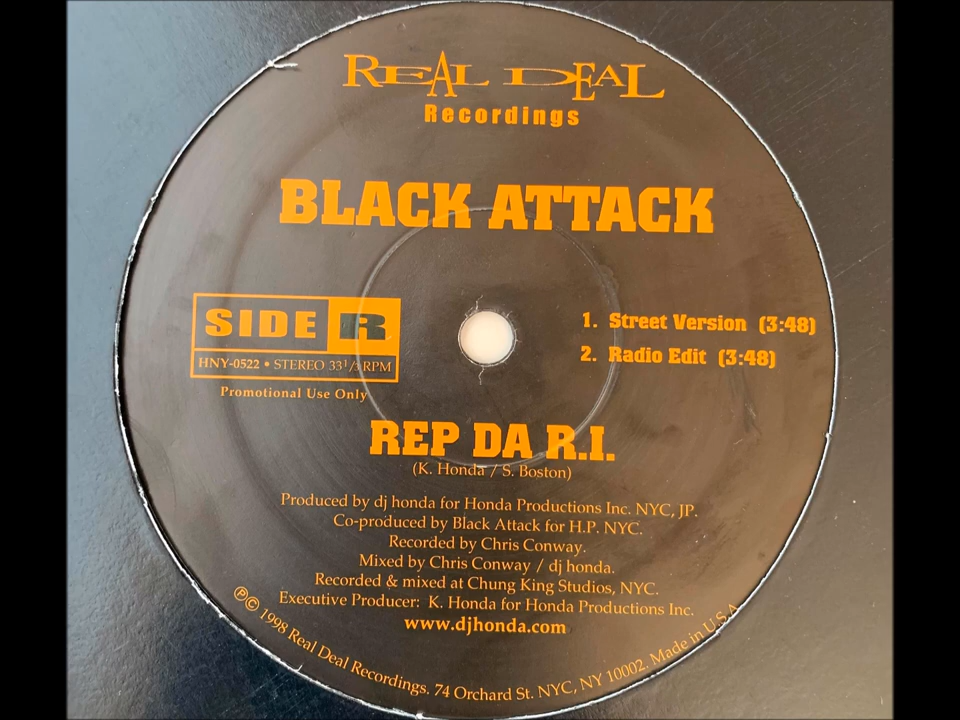 REAL DEAL
Recordings
BLACK ATTACK
SIDE R
HNY-0522 • STEREO 33 1/3 RPM
Promotional Use Only
1. Street Version (3:48)
2. Radio Edit (3:48)
REP DA R.I.
(K. Honda / S. Boston)
Produced by dj honda for Honda Productions Inc. NYC, JP.
Co-produced by Black Attack for H.P. NYC.
Recorded by Chris Conway.
Mixed by Chris Conway / dj honda.
Recorded & mixed at Chung King Studios, NYC.
Executive Producer: K. Honda for Honda Productions Inc.
www.djhonda.com
℗© 1998 Real Deal Recordings. 74 Orchard St. NYC, NY 10002. Made in U.S.A.